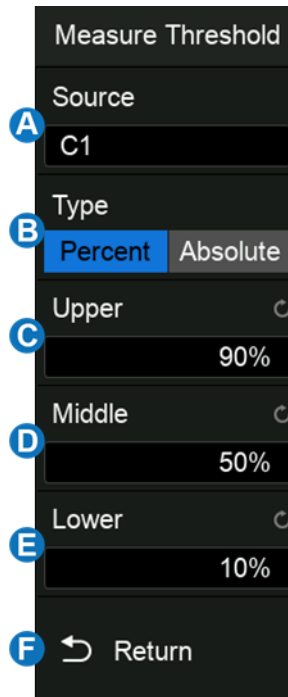 Measure Threshold
Source
A
C1
Type
B
Percent Absolute
Upper
C
90%
Middle
D
50%
Lower
E
10%
F Return